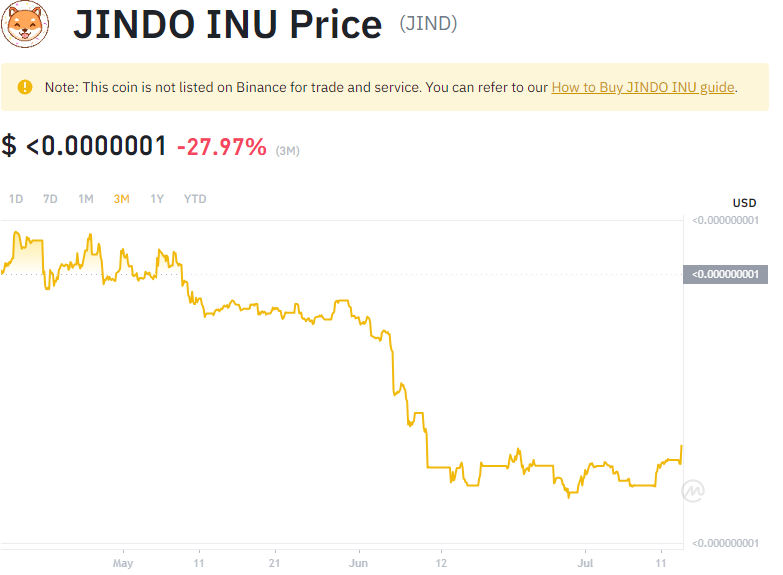 JINDO INU Price (JIND)
Note: This coin is not listed on Binance for trade and service. You can refer to our How to Buy JINDO INU guide.
$ <0.0000001 -27.97% (3M)
1D 7D 1M 3M 1Y YTD
USD
<0.000000001
<0.000000001
<0.000000001
May 11 21 Jun 12 Jul 11